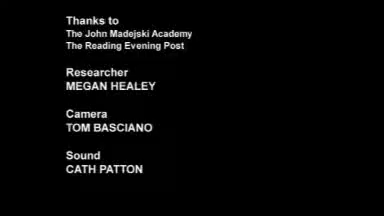 Thanks to
The John Madejski Academy
The Reading Evening Post
Researcher
MEGAN HEALEY
Camera
TOM BASCIANO
Sound
CATH PATTON